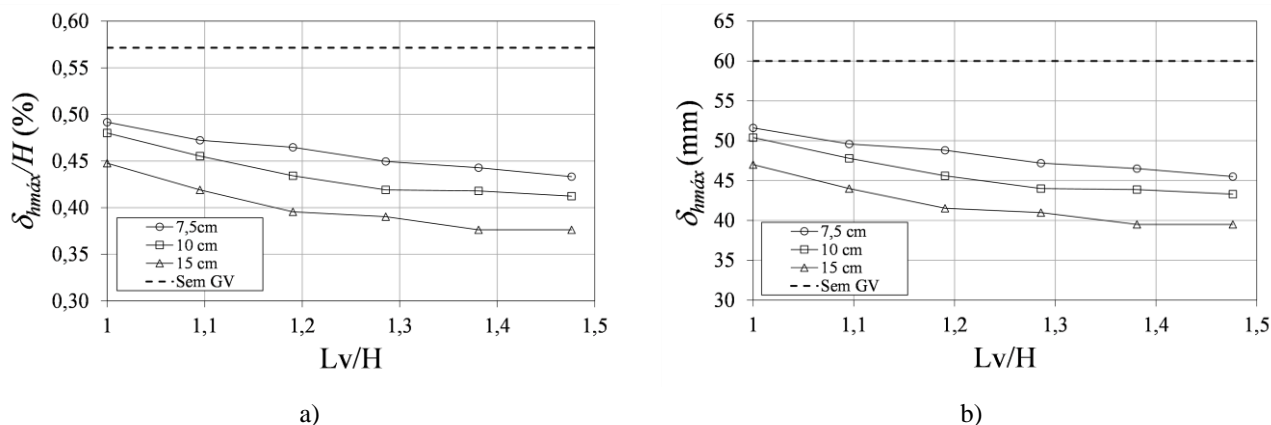 0,60
0,55
0,50
0,45
0,40
0,35
0,30
δhmáx/H (%)
7,5cm
10 cm
15 cm
Sem GV
1 1,1 1,2 1,3 1,4 1,5
Lv/H
a)
65
60
55
50
45
40
35
30
δhmáx (mm)
7,5cm
10 cm
15 cm
Sem GV
1 1,1 1,2 1,3 1,4 1,5
Lv/H
b)